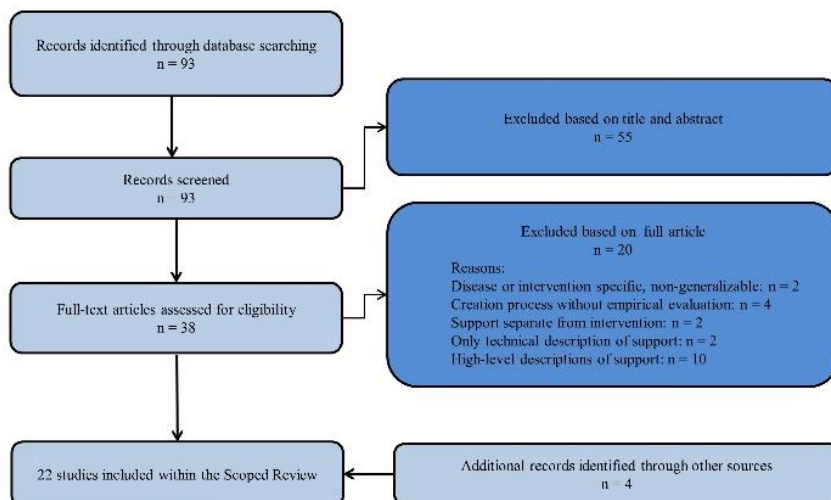 Records identified through database searching
n = 93
Excluded based on title and abstract
n = 55
Records screened
n = 93
Excluded based on full article
n = 20
Reasons:
Disease or intervention specific, non-generalizable: n = 2
Creation process without empirical evaluation: n = 4
Support separate from intervention: n = 2
Only technical description of support: n = 2
High-level descriptions of support: n = 10
Full-text articles assessed for eligibility
n = 38
22 studies included within the Scoped Review
Additional records identified through other sources
n = 4